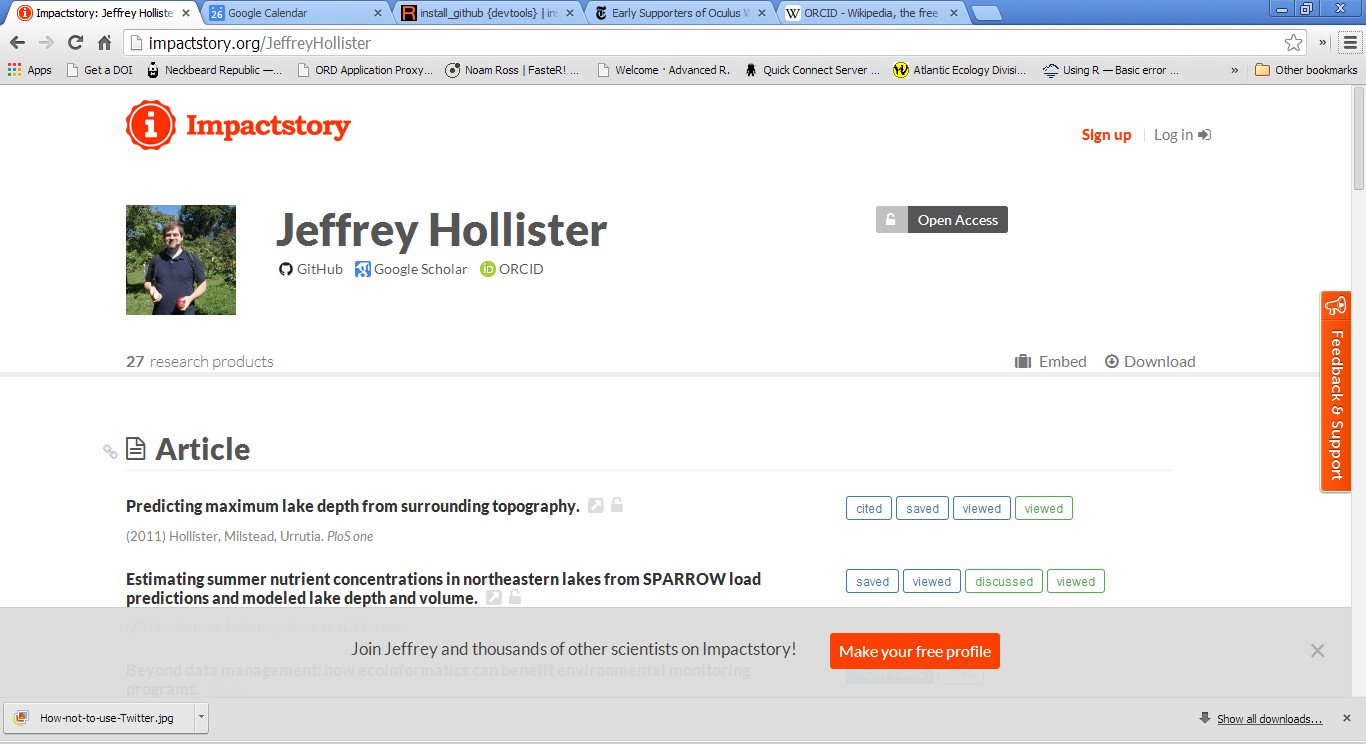 Impactstory: JeffreyHolliste
Google Calendar
install_github {devtools} | in
Early Supporters of Oculus
ORCID - Wikipedia, the free
impactstory.org/JeffreyHollister
Apps
Get a DOI
Neckbeard Republic —...
ORD Application Proxy...
Noam Ross | FasteR! ...
Welcome · Advanced R.
Quick Connect Server ...
Atlantic Ecology Divisi...
Using R — Basic error ...
Other bookmarks
Impactstory
Sign up
Log in
Jeffrey Hollister
Open Access
GitHub Google Scholar ORCID
27 research products
Embed Download
Feedback & Support
Article
Predicting maximum lake depth from surrounding topography.
cited saved viewed viewed
(2011) Hollister, Milstead, Urrutia. PloS one
Estimating summer nutrient concentrations in northeastern lakes from SPARROW load
predictions and modeled lake depth and volume.
saved viewed discussed viewed
Join Jeffrey and thousands of other scientists on Impactstory!
Make your free profile
Beyond data management: how ecoinformatics can benefit environmental monitoring
programs.
How-not-to-use-Twitter.jpg
Show all downloads...